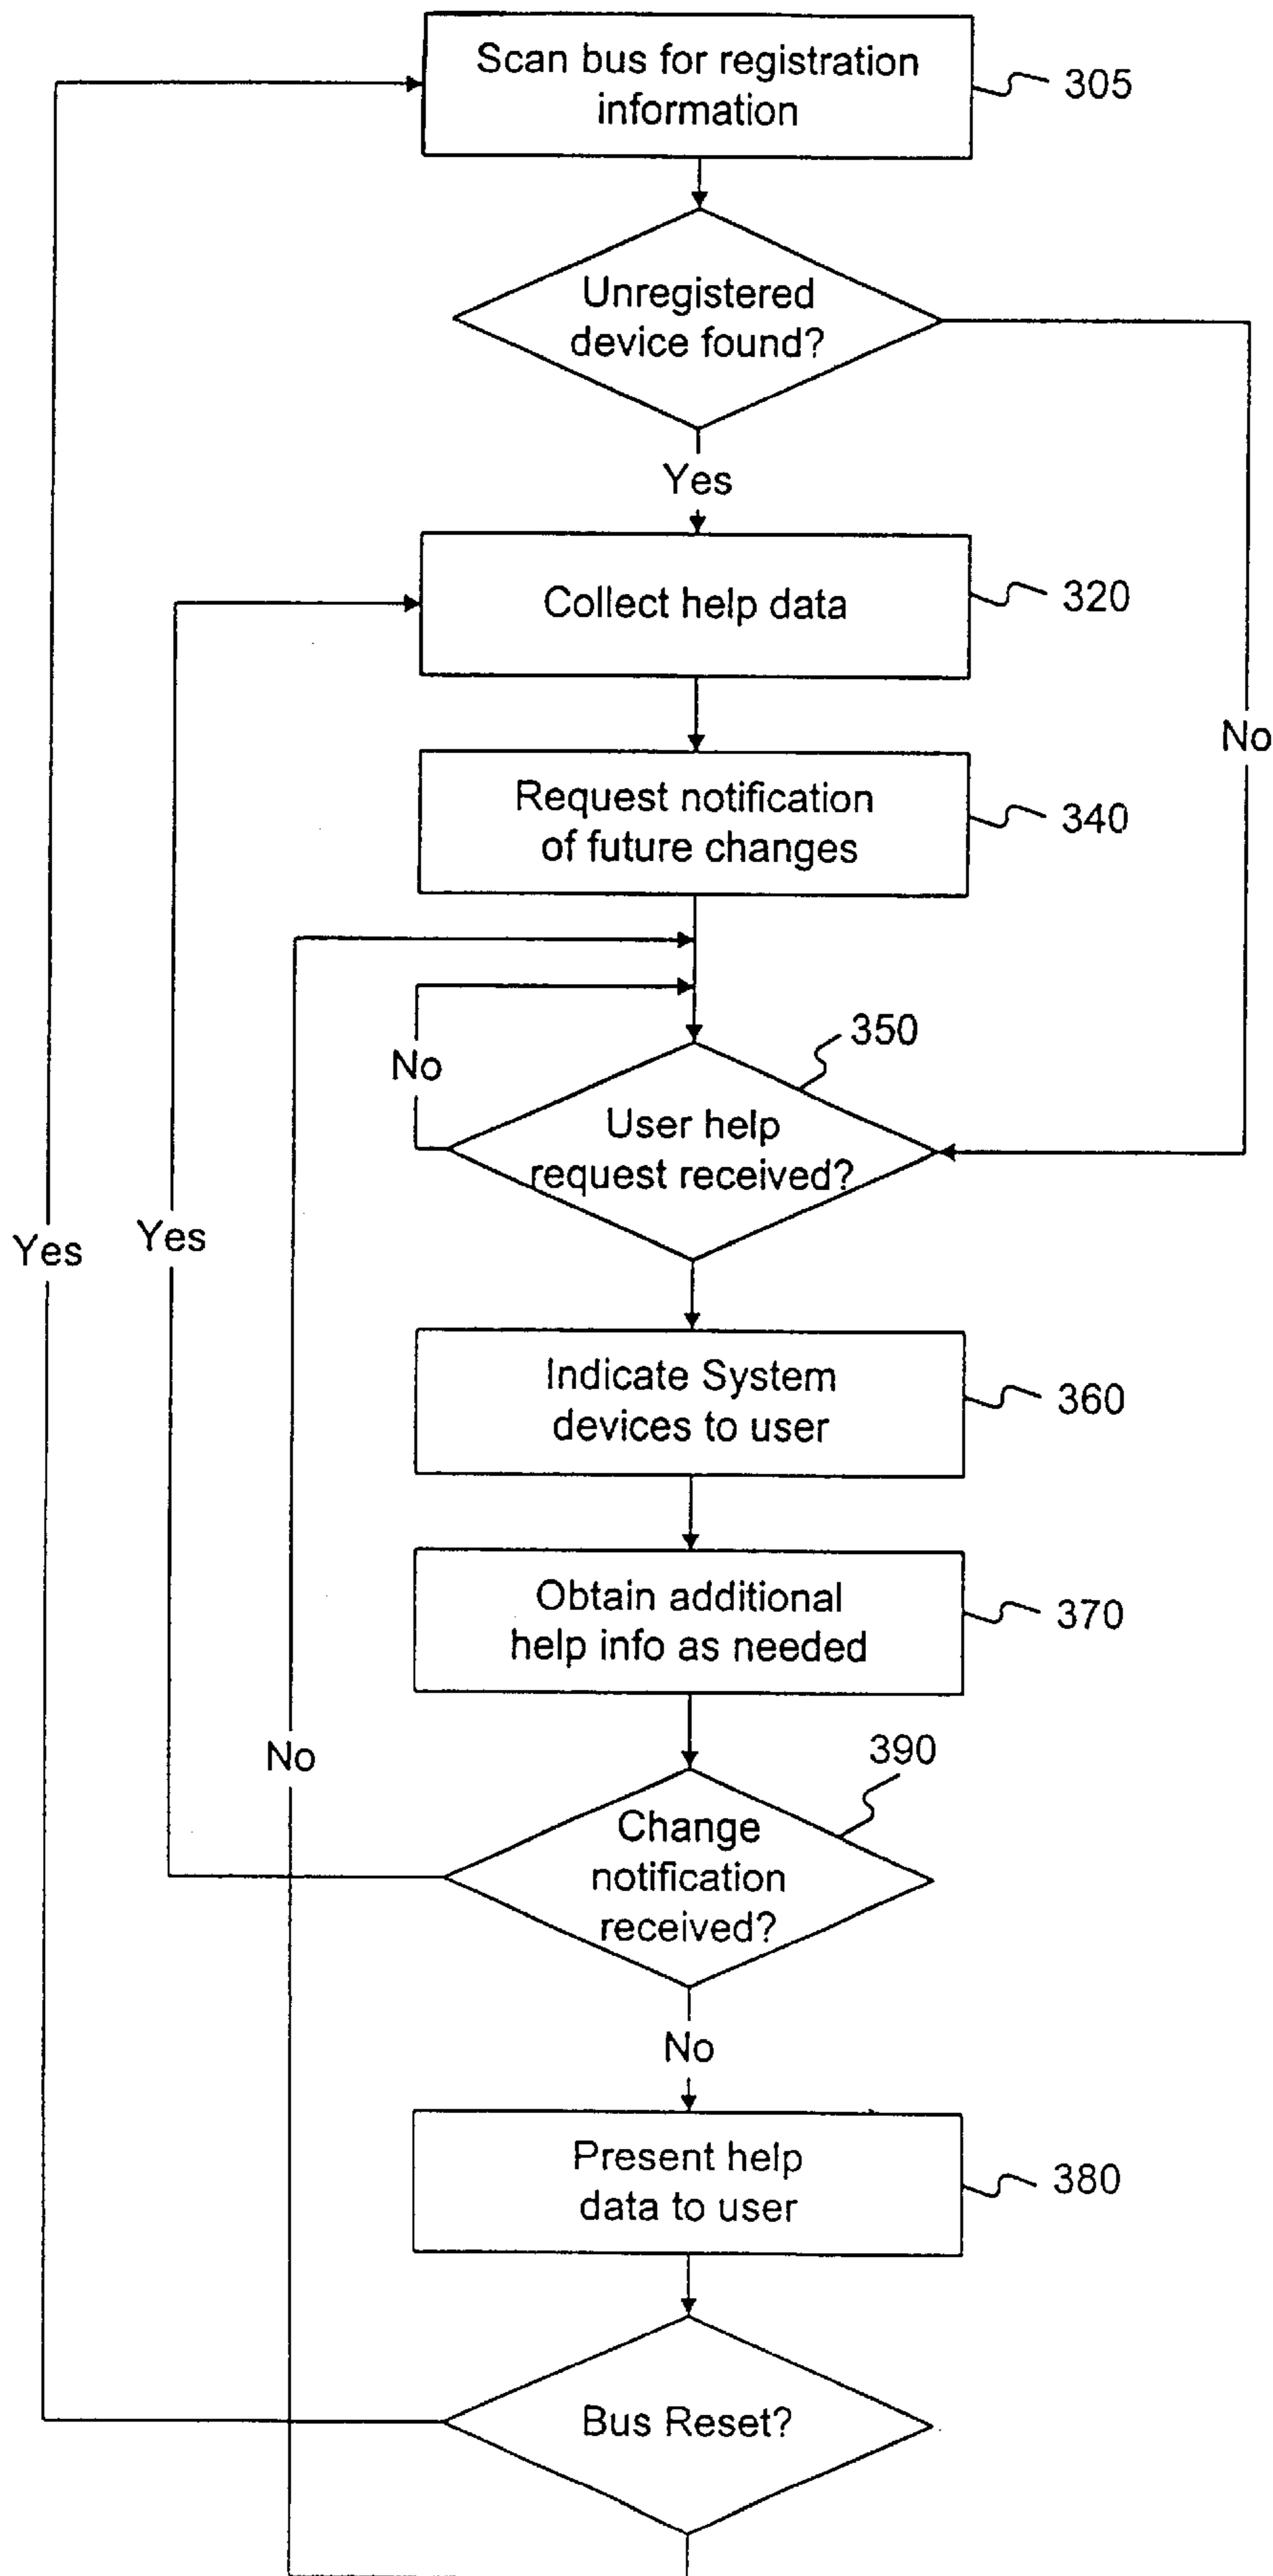 Scan bus for registration
information
305
Unregistered
device found?
Yes
Collect help data
320
No
Request notification
of future changes
340
350
No
User help
request received?
Yes
Yes
Indicate System
devices to user
360
Obtain additional
help info as needed
370
No
390
Change
notification
received?
No
Present help
data to user
380
Bus Reset?